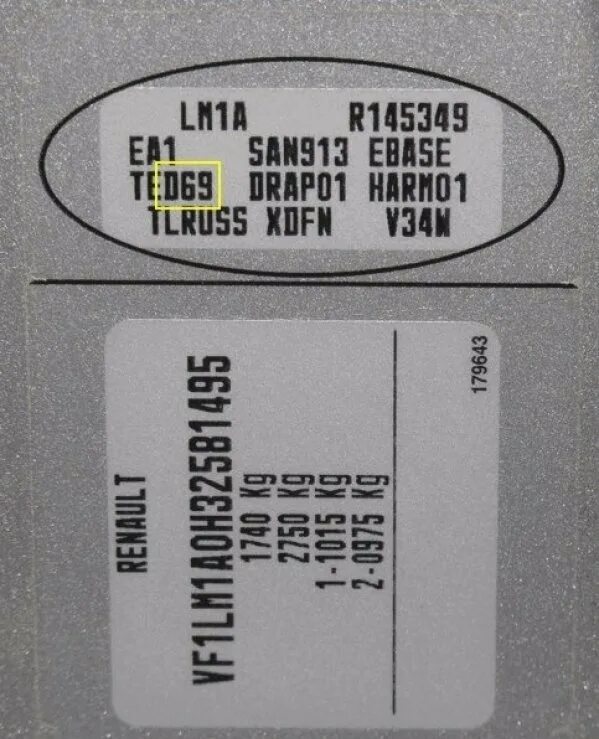 LM1A R145349
EA1 SAN913 EBASE
TED69 DRAP01 HARM01
TLRUSS XDFN V34N
179643
RENAULT
VF1LM1A0H32581495
1740 Kg
2750 Kg
1-1015 Kg
2-0975 Kg